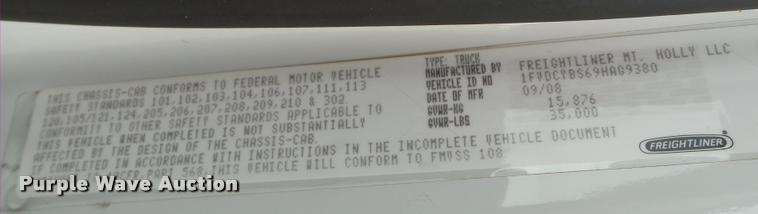 THIS CHASSIS-CAB CONFORMS TO FEDERAL MOTOR VEHICLE
SAFETY STANDARDS 101,102,103,104,106,107,111,113
120,105/121,124,205,206,207,208,209,210 & 302.
CONFORMITY TO OTHER SAFETY STANDARDS APPLICABLE TO
THIS VEHICLE WHEN COMPLETED IS NOT SUBSTANTIALLY
AFFECTED BY THE DESIGN OF THE CHASSIS-CAB.
IF COMPLETED IN ACCORDANCE WITH INSTRUCTIONS IN THE INCOMPLETE VEHICLE DOCUMENT
CFR PART 568 THIS VEHICLE WILL CONFORM TO FMVSS 108
TYPE: TRUCK
MANUFACTURED BY FREIGHTLINER MT. HOLLY LLC
VEHICLE ID NO 1FVDCYBS69HAG9380
DATE OF MFR 09/08
GVWR-KG 15,876
GVWR-LBS 35,000
FREIGHTLINER
Purple Wave Auction